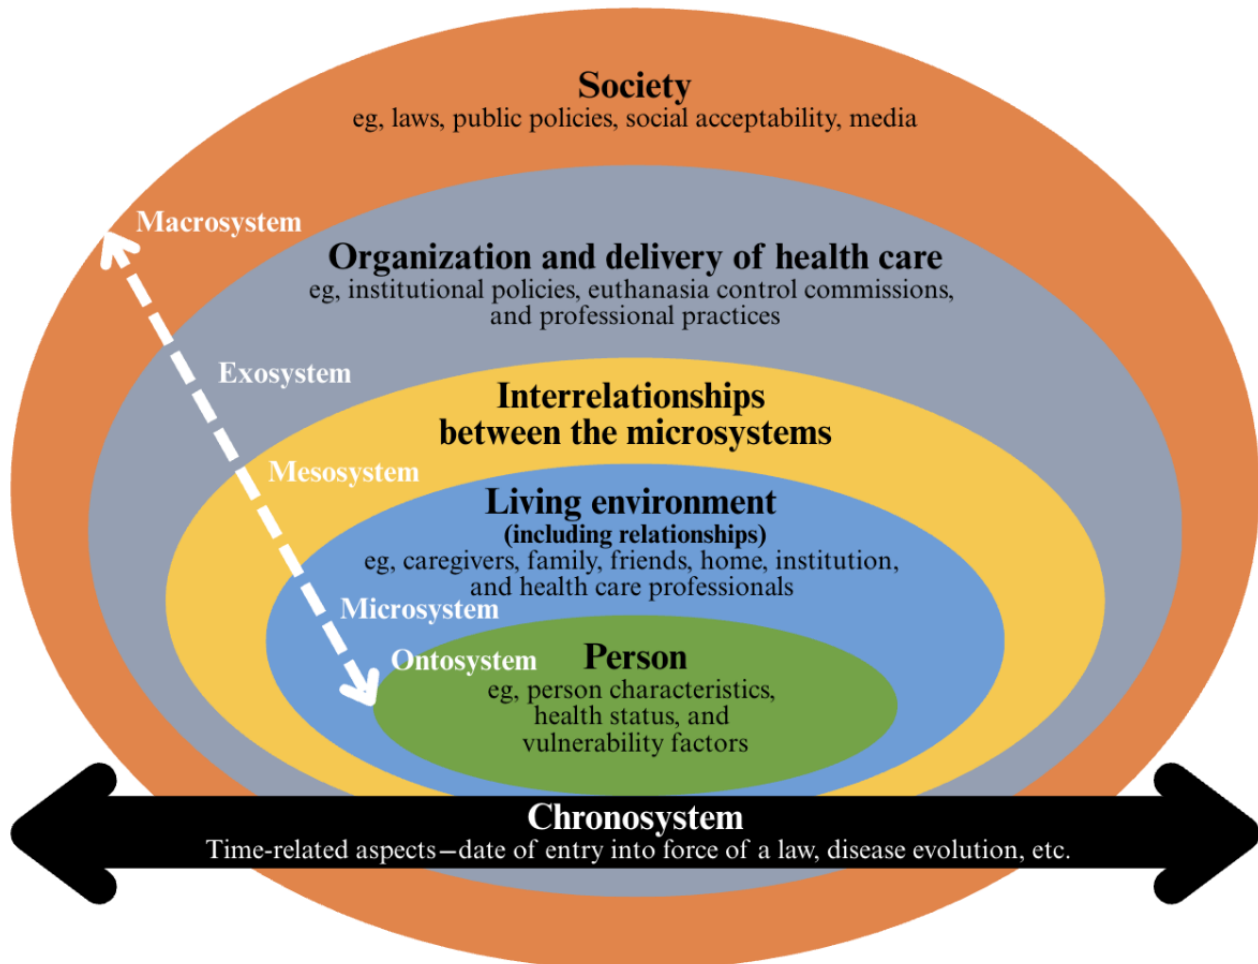 Society
eg, laws, public policies, social acceptability, media
Macrosystem
Organization and delivery of health care
eg, institutional policies, euthanasia control commissions,
and professional practices
Exosystem
Interrelationships
between the microsystems
Mesosystem
Living environment
(including relationships)
eg, caregivers, family, friends, home, institution,
and health care professionals
Microsystem
Ontosystem
Person
eg, person characteristics,
health status, and
vulnerability factors
Chronosystem
Time-related aspects—date of entry into force of a law, disease evolution, etc.